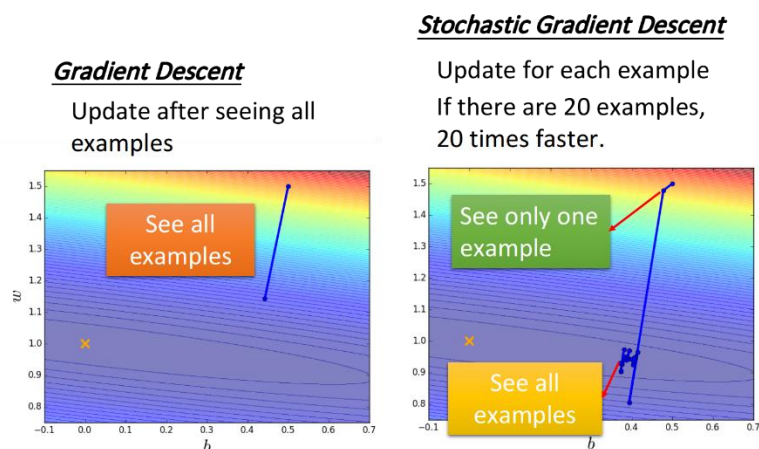 Gradient Descent
Update after seeing all
examples
See all
examples
1.5
1.4
1.3
1.2
1.1
1.0
0.9
0.8
w
−0.1 0.0 0.1 0.2 0.3 0.4 0.5 0.6 0.7
b
Stochastic Gradient Descent
Update for each example
If there are 20 examples,
20 times faster.
See only one
example
See all
examples
1.5
1.4
1.3
1.2
1.1
1.0
0.9
0.8
−0.1 0.0 0.4 0.5 0.6 0.7
b